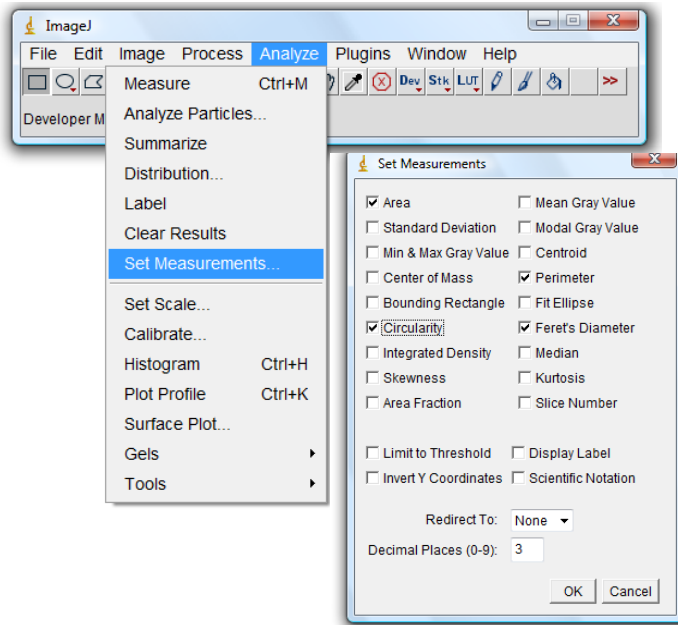 ImageJ
File Edit Image Process Analyze Plugins Window Help
Dev Stk LUT >>
Developer M
Measure Ctrl+M
Analyze Particles...
Summarize
Distribution...
Label
Clear Results
Set Measurements...
Set Scale...
Calibrate...
Histogram Ctrl+H
Plot Profile Ctrl+K
Surface Plot...
Gels
Tools
Set Measurements
Area Mean Gray Value
Standard Deviation Modal Gray Value
Min & Max Gray Value Centroid
Center of Mass Perimeter
Bounding Rectangle Fit Ellipse
Circularity Feret's Diameter
Integrated Density Median
Skewness Kurtosis
Area Fraction Slice Number
Limit to Threshold Display Label
Invert Y Coordinates Scientific Notation
Redirect To: None
Decimal Places (0-9): 3
OK Cancel